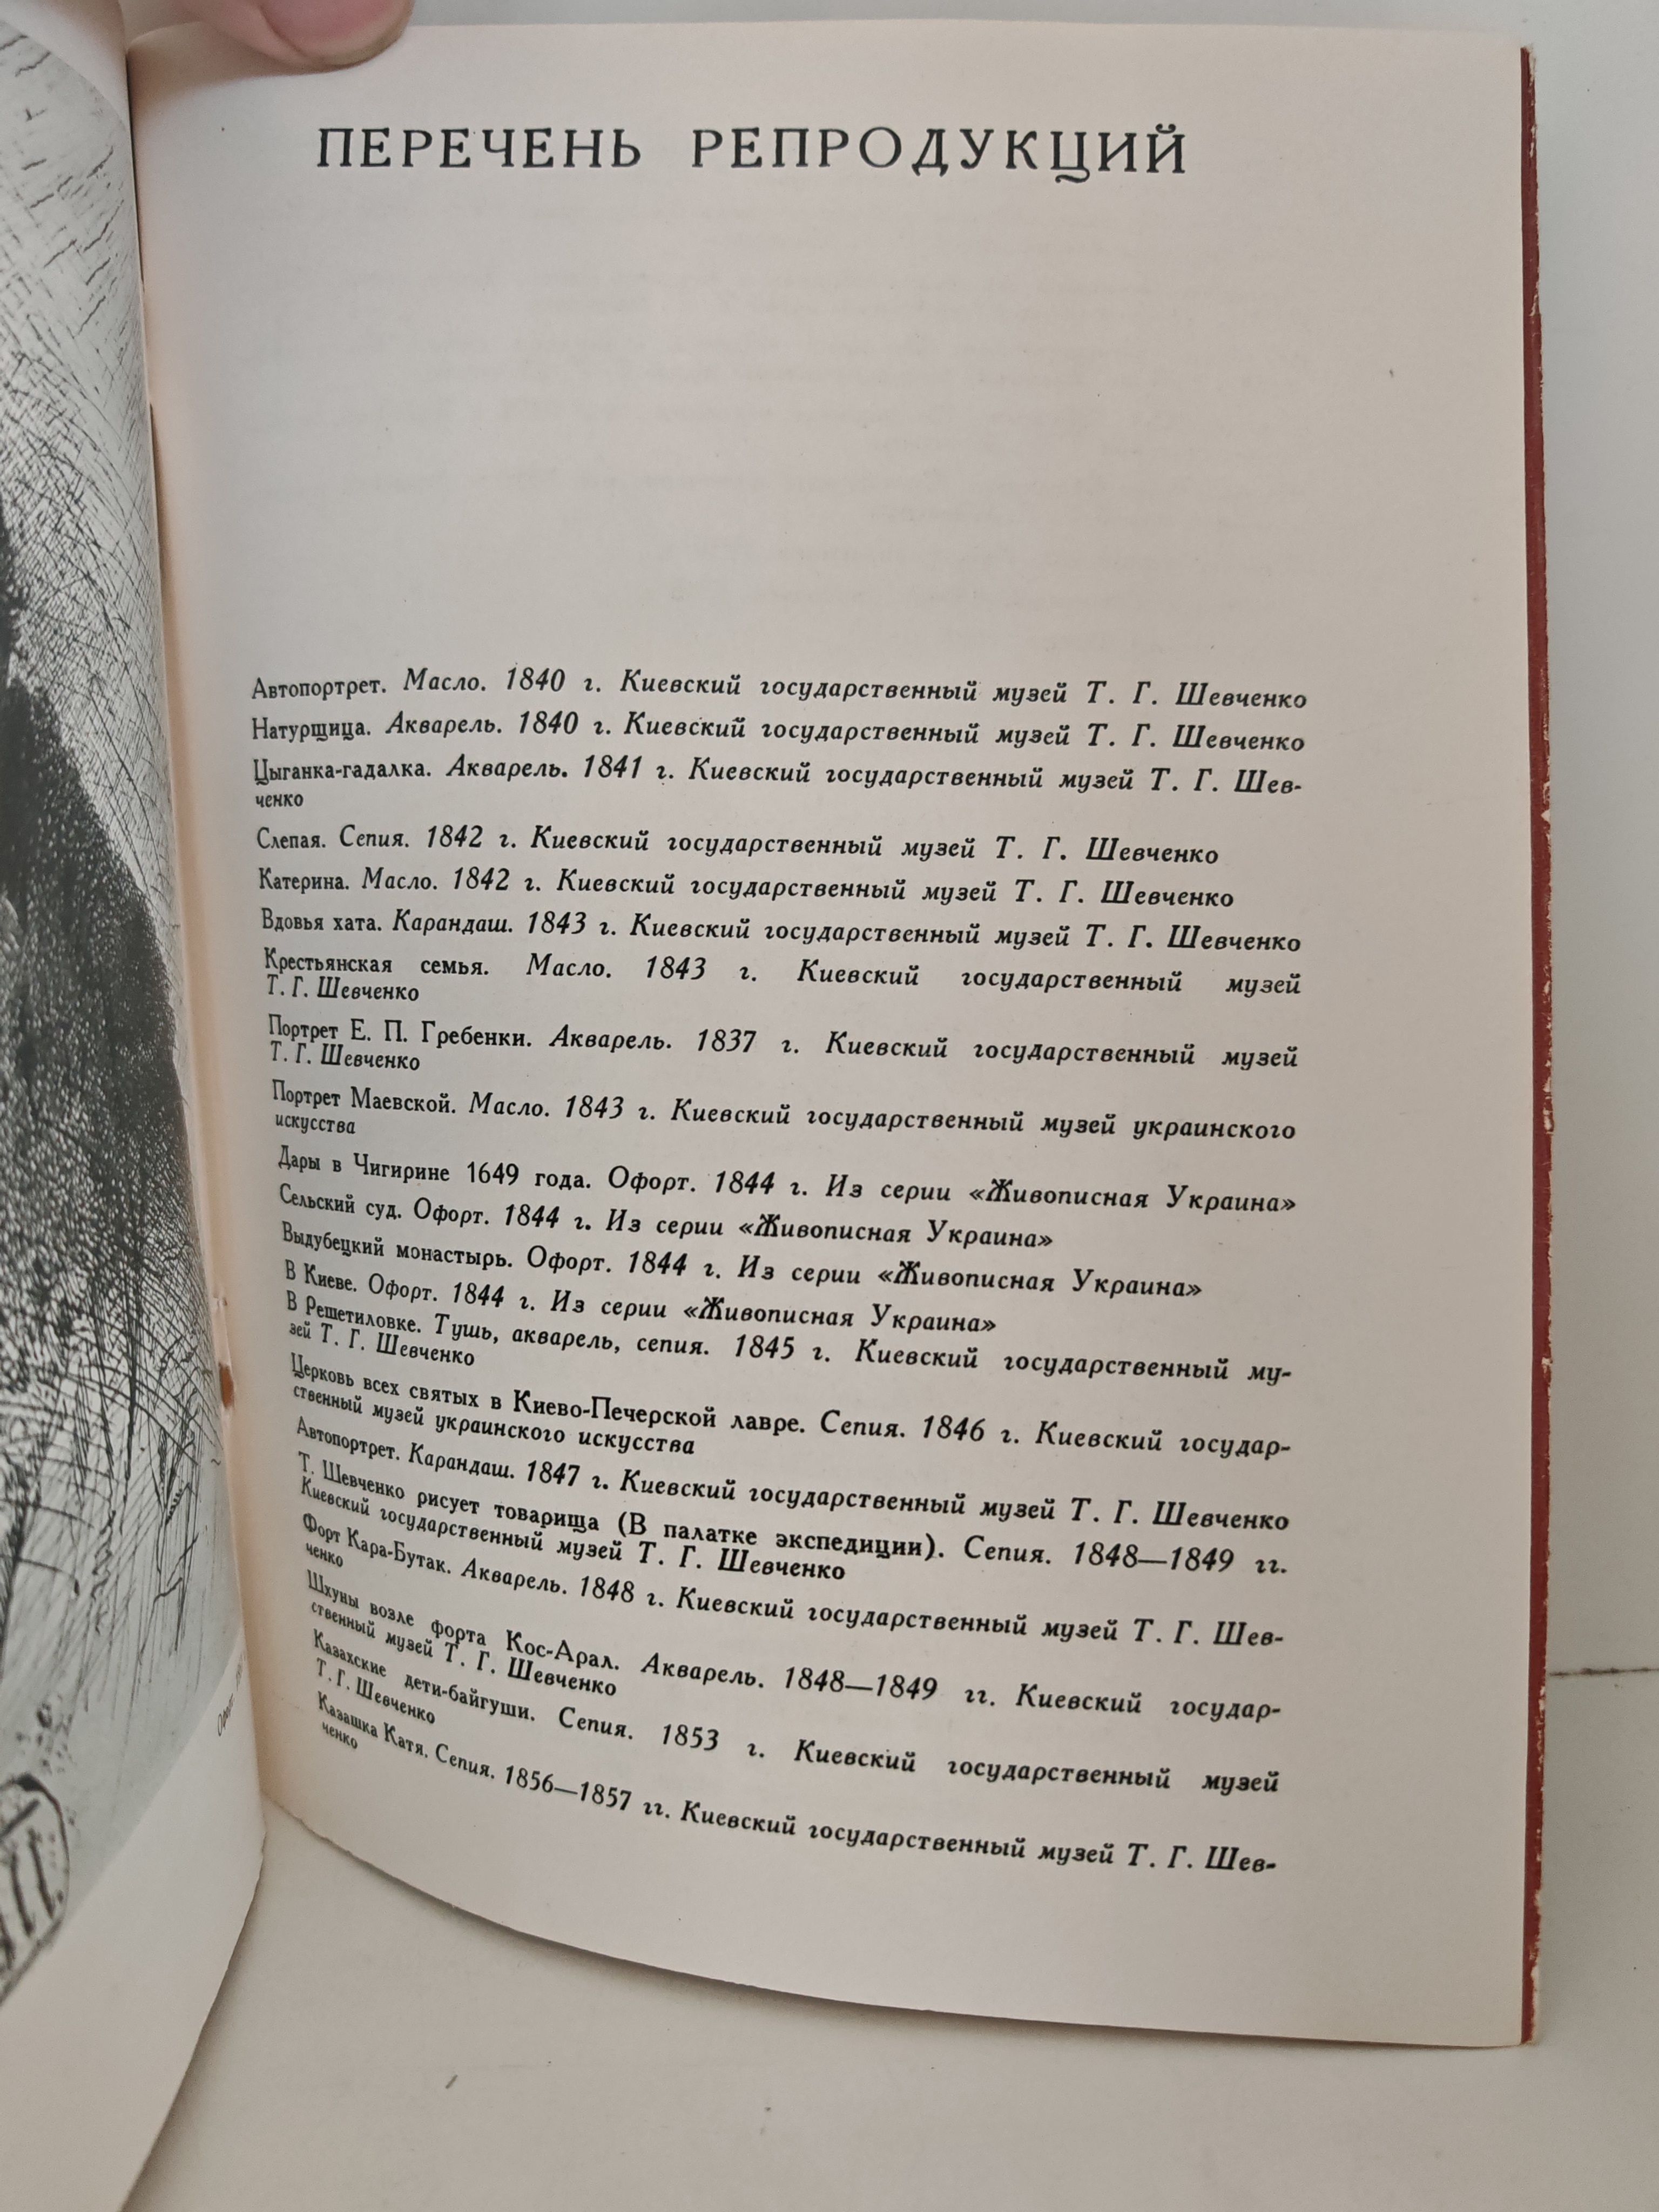 ПЕРЕЧЕНЬ РЕПРОДУКЦИЙ
Автопортрет. Масло. 1840 г. Киевский государственный музей Т. Г. Шевченко
Натурщица. Акварель. 1840 г. Киевский государственный музей Т. Г. Шевченко
Цыганка-гадалка. Акварель. 1841 г. Киевский государственный музей Т. Г. Шев-
ченко
Слепая. Сепия. 1842 г. Киевский государственный музей Т. Г. Шевченко
Катерина. Масло. 1842 г. Киевский государственный музей Т. Г. Шевченко
Вдовья хата. Карандаш. 1843 г. Киевский государственный музей Т. Г. Шевченко
Крестьянская семья. Масло. 1843 г. Киевский государственный музей
Т. Г. Шевченко
Портрет Е. П. Гребенки. Акварель. 1837 г. Киевский государственный музей
Т. Г. Шевченко
Портрет Маевской. Масло. 1843 г. Киевский государственный музей украинского
искусства
Дары в Чигирине 1649 года. Офорт. 1844 г. Из серии «Живописная Украина»
Сельский суд. Офорт. 1844 г. Из серии «Живописная Украина»
Выдубецкий монастырь. Офорт. 1844 г. Из серии «Живописная Украина»
В Киеве. Офорт. 1844 г. Из серии «Живописная Украина»
В Решетиловке. Тушь, акварель, сепия. 1845 г. Киевский государственный му-
зей Т. Г. Шевченко
Церковь всех святых в Киево-Печерской лавре. Сепия. 1846 г. Киевский государ-
ственный музей украинского искусства
Автопортрет. Карандаш. 1847 г. Киевский государственный музей Т. Г. Шевченко
Т. Шевченко рисует товарища (В палатке экспедиции). Сепия. 1848—1849 гг.
Киевский государственный музей Т. Г. Шевченко
Форт Кара-Бутак. Акварель. 1848 г. Киевский государственный музей Т. Г. Шев-
ченко
Шхуны возле форта Кос-Арал. Акварель. 1848—1849 гг. Киевский государ-
ственный музей Т. Г. Шевченко
Казахские дети-байгуши. Сепия. 1853 г. Киевский государственный музей
Т. Г. Шевченко
Казашка Катя. Сепия. 1856—1857 гг. Киевский государственный музей Т. Г. Шев-
ченко